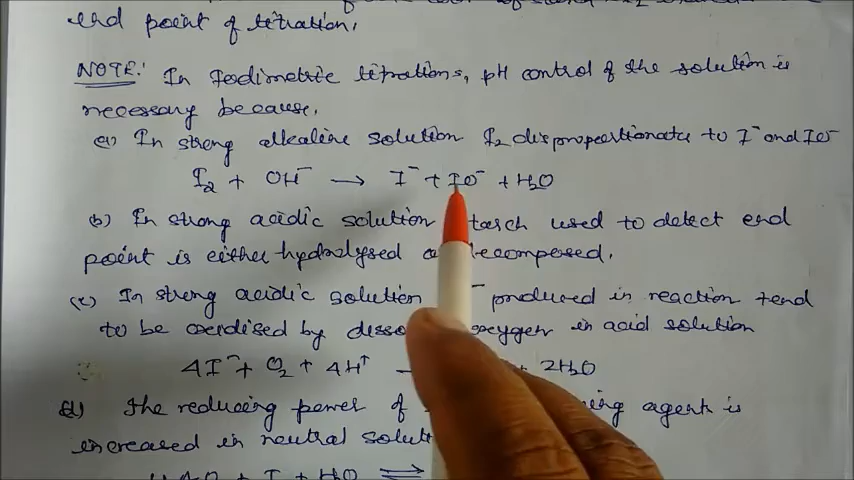 end point of titration.
NOTE: In Iodimetric titrations, pH control of the solution is
necessary because.
(a) In strong alkaline solution I2 disproportionate to I- and IO-
I2 + OH- → I- + IO- + H2O
(b) In strong acidic solution starch used to detect end
point is either hydrolysed decomposed.
(c) In strong acidic solution produced in reaction tend
to be oxidised by oxygen in acid solution
4I- + O2 + 4H+ + 2H2O
(d) The reducing power of agent is
increased in neutral